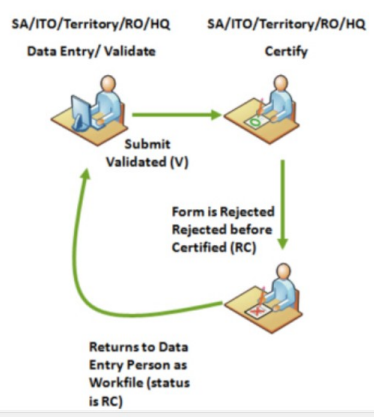 SA/ITO/Territory/RO/HQ
SA/ITO/Territory/RO/HQ
Data Entry/ Validate
Certify
Submit
Validated (V)
Form is Rejected
Rejected before
Certified (RC)
Returns to Data
Entry Person as
Workfile (status
is RC)